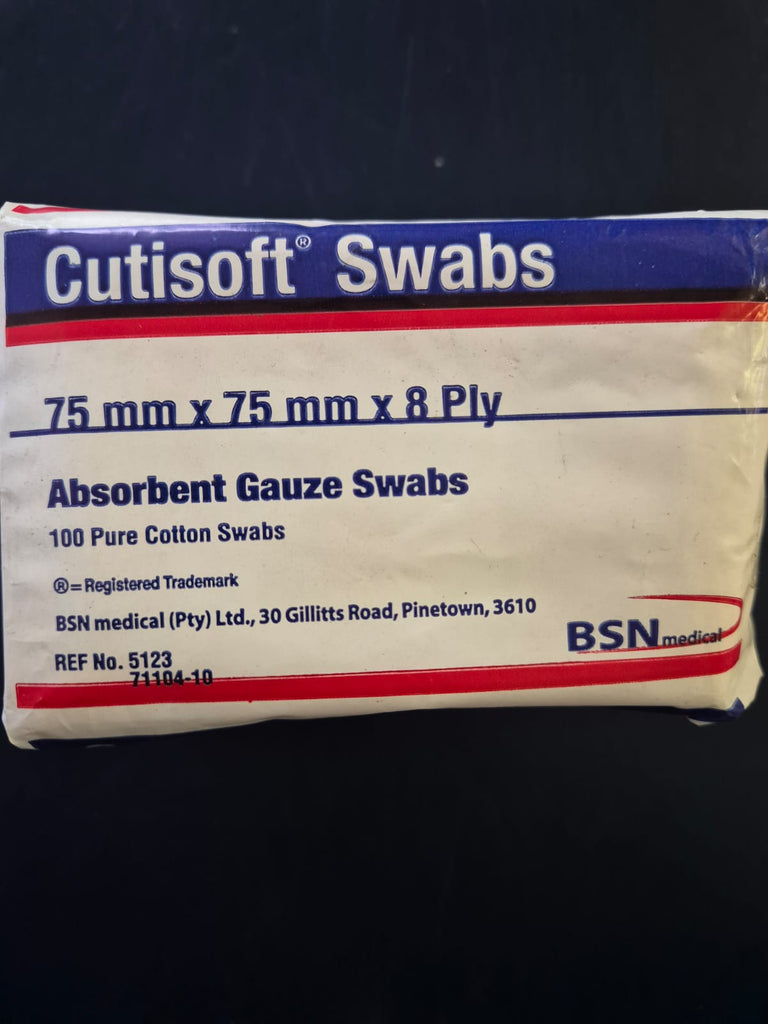 Cutisoft® Swabs
75 mm x 75 mm x 8 Ply
Absorbent Gauze Swabs
100 Pure Cotton Swabs
®=Registered Trademark
BSN medical (Pty) Ltd., 30 Gillitts Road, Pinetown, 3610
BSN medical
REF No. 5123
71104-10